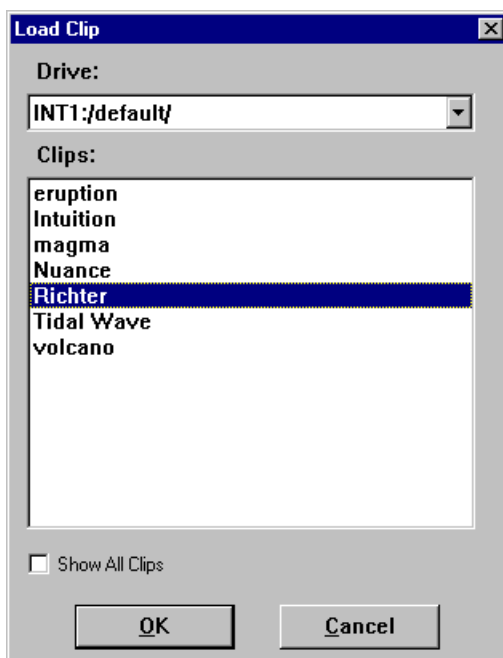 Load Clip
Drive:
INT1:/default/
Clips:
eruption
Intuition
magma
Nuance
Richter
Tidal Wave
volcano
Show All Clips
OK
Cancel